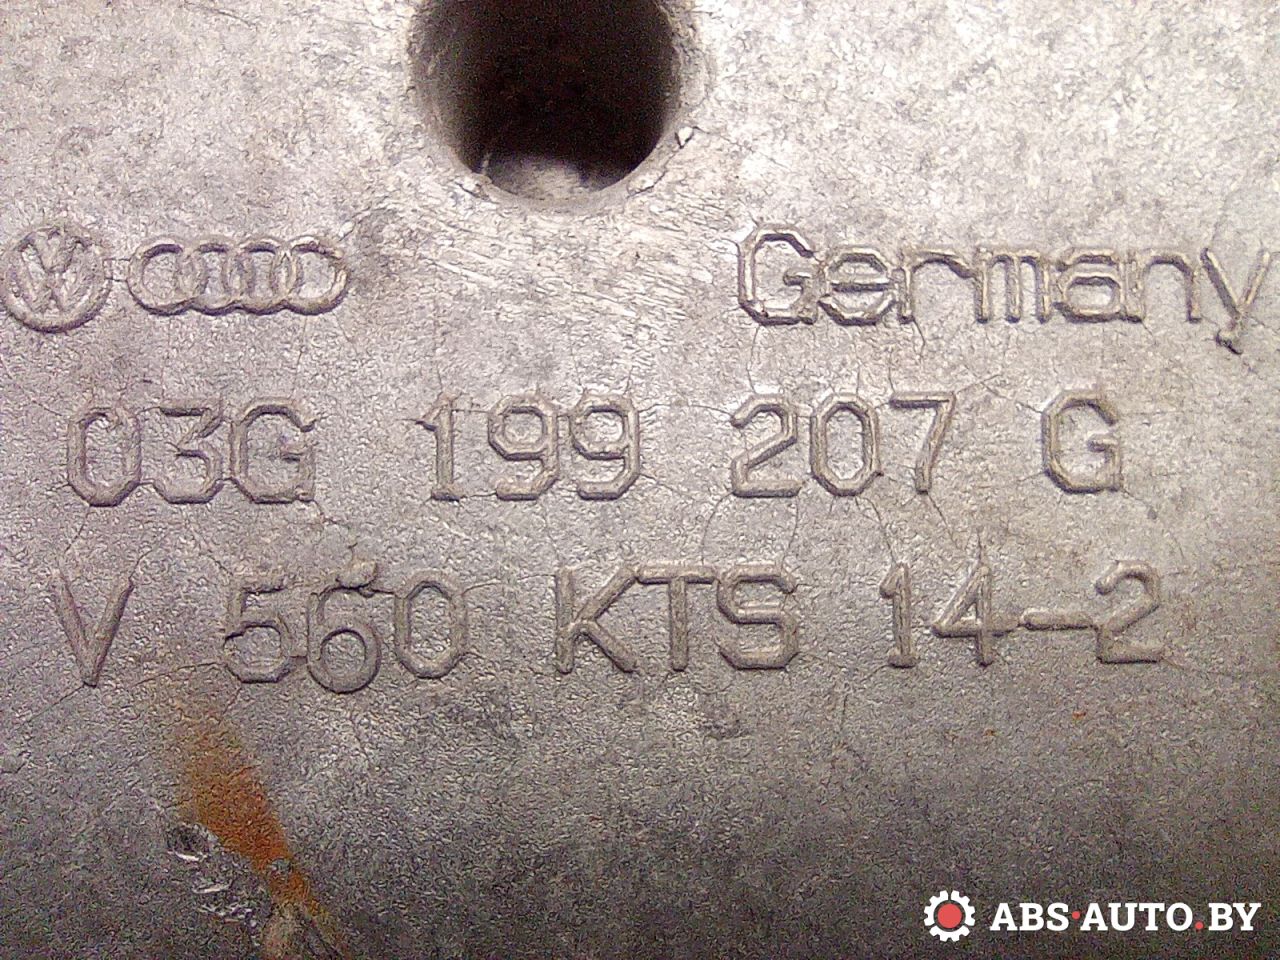 Germany
03G 199 207 G
V 560 KTS 14-2
ABS·AUTO.BY